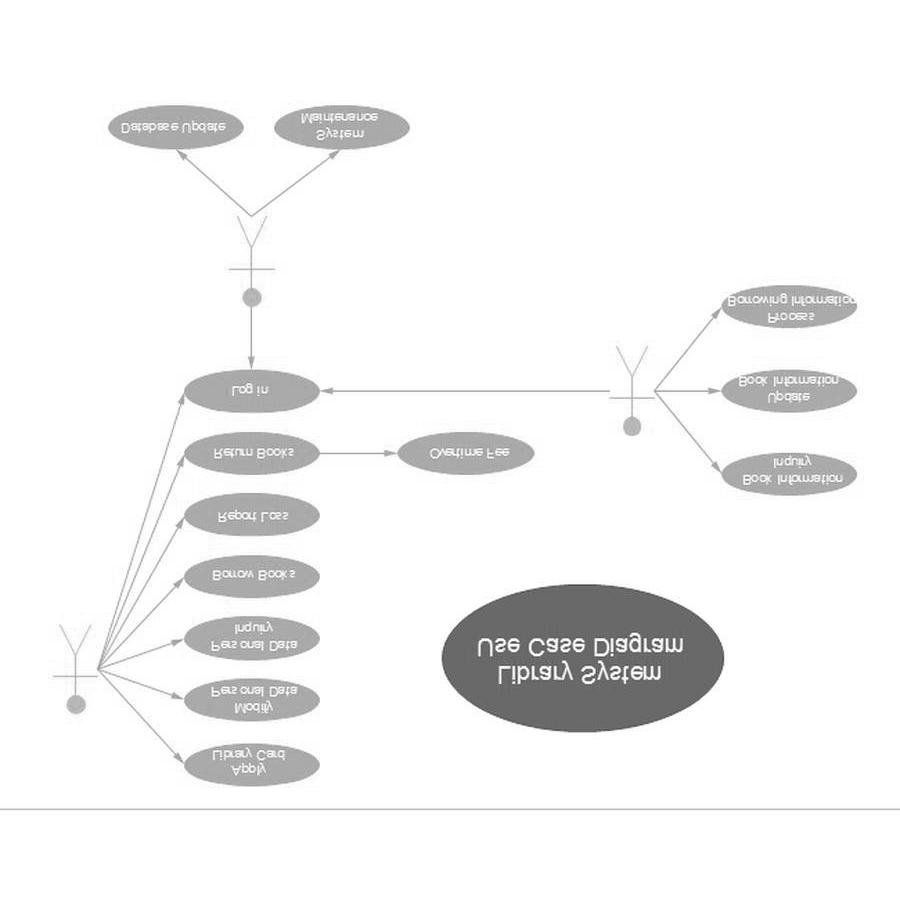 Apply
Library Card
Modify
Personal Data
Personal Data
Inquiry
Library System
Use Case Diagram
Borrow Books
Report Loss
Return Books
Overtime Fee
Log in
Book Information
Inquiry
Update
Book Information
Process
Borrowing Information
Database Update
System
Maintenance